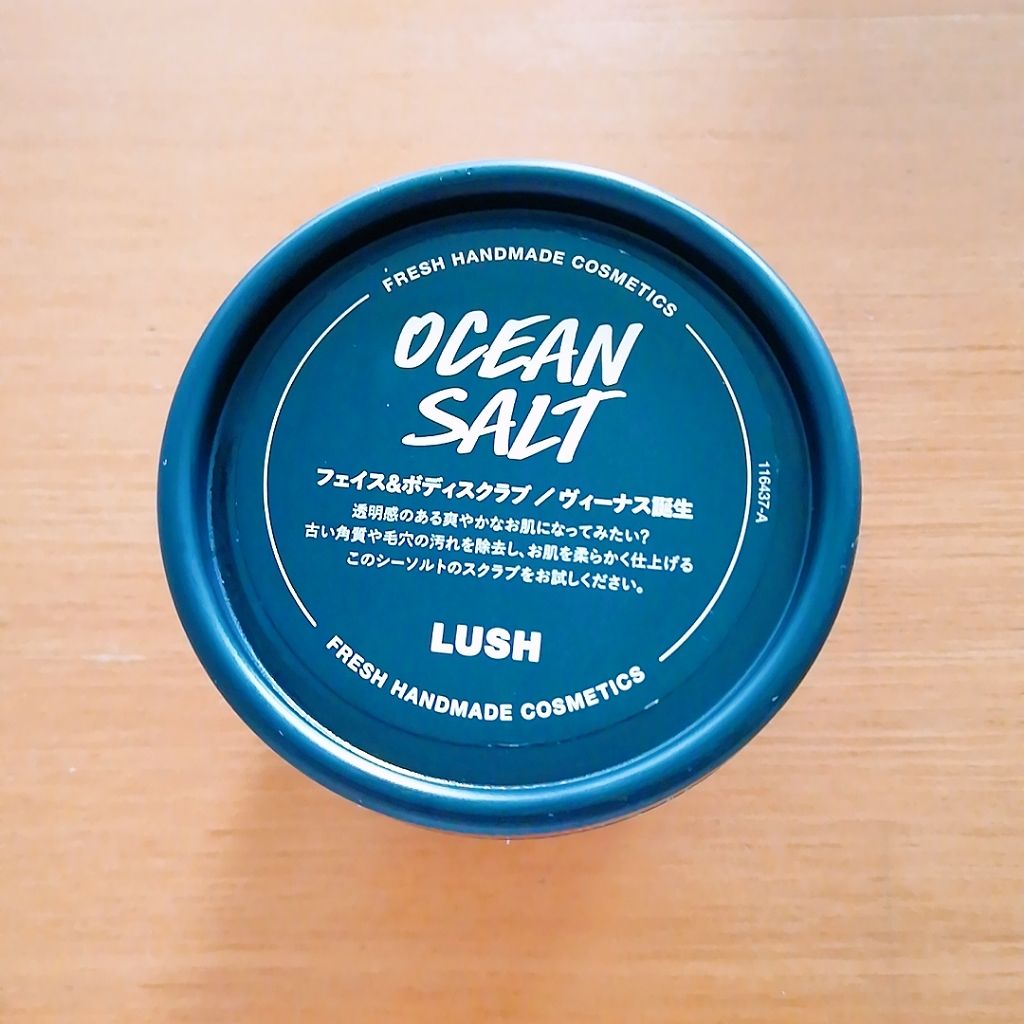 FRESH HANDMADE COSMETICS
OCEAN
SALT
フェイス&ボディスクラブ／ヴィーナス誕生
透明感のある爽やかなお肌になってみたい?
古い角質や毛穴の汚れを除去し、お肌を柔らかく仕上げる
このシーソルトのスクラブをお試しください。
116437-A
LUSH
FRESH HANDMADE COSMETICS